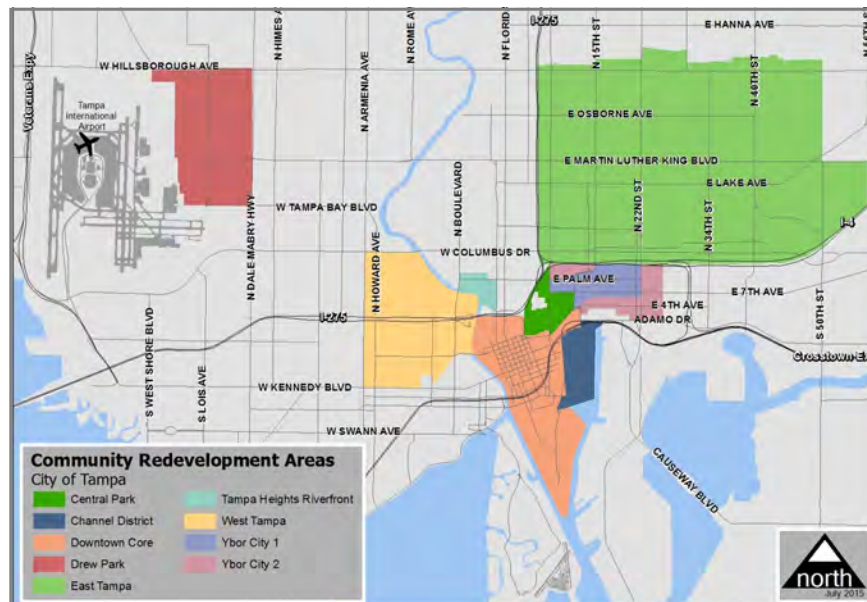 I-275
N HIMES A
N ARMENIA AVE
N ROME AVE
N FLORID
N 15TH ST
E HANNA AVE
W HILLSBOROUGH AVE
N 40TH ST
Veterans Expy
Tampa
International
Airport
E OSBORNE AVE
E MARTIN LUTHER KING BLVD
N BOULEVARD
E LAKE AVE
N DALE MABRY HWY
W TAMPA BAY BLVD
N 22ND ST
N 34TH ST
I-4
W COLUMBUS DR
N HOWARD AVE
E PALM AVE
E 7TH AVE
E 4TH AVE
ADAMO DR
S 50TH ST
I-275
S WEST SHORE BLVD
S LOIS AVE
Crosstown E
W KENNEDY BLVD
W SWANN AVE
CAUSEWAY BLVD
Community Redevelopment Areas
City of Tampa
Central Park
Channel District
Downtown Core
Drew Park
East Tampa
Tampa Heights Riverfront
West Tampa
Ybor City 1
Ybor City 2
north
July 2015